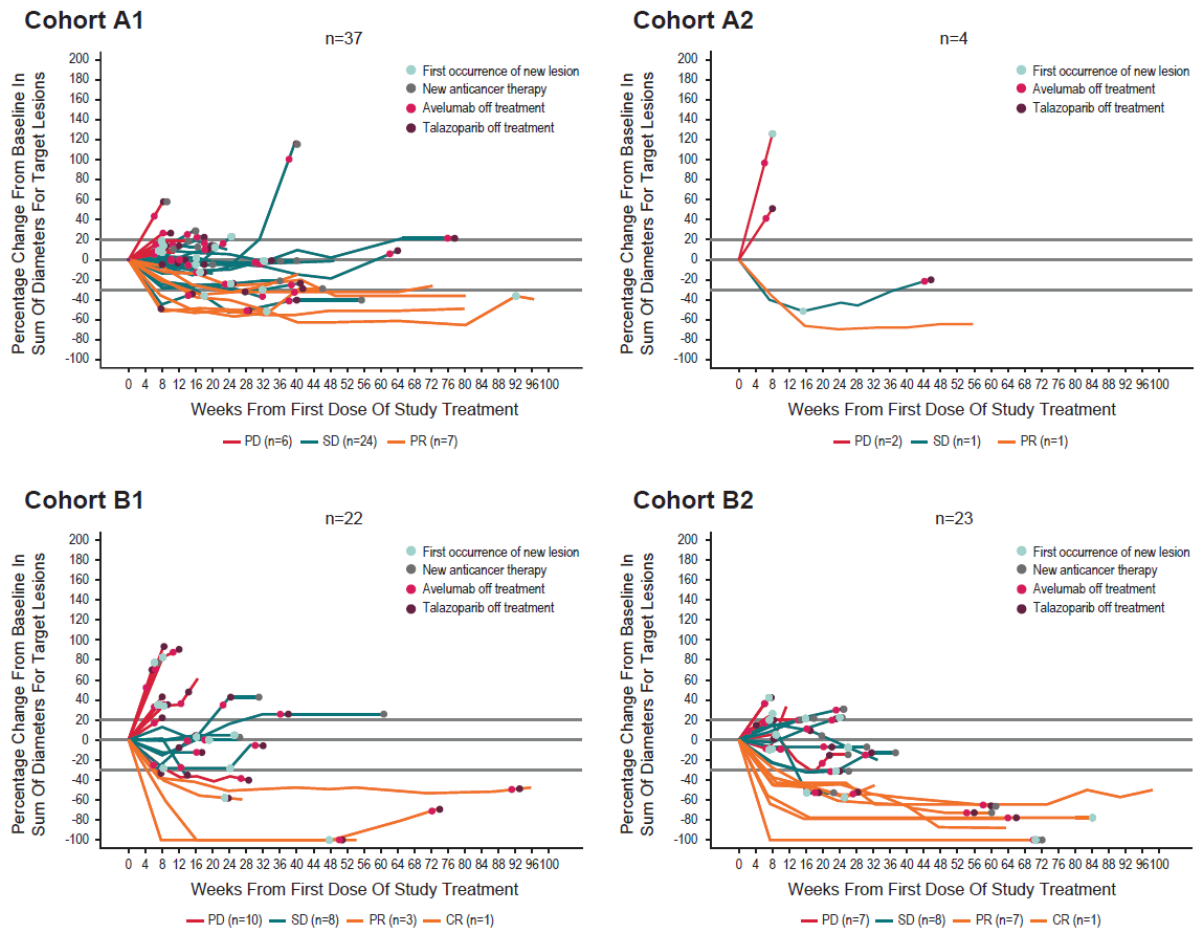 Cohort A1
n=37
Percentage Change From Baseline In
Sum Of Diameters For Target Lesions
200
180
160
140
120
100
80
60
40
20
0
-20
-40
-60
-80
-100
First occurrence of new lesion
New anticancer therapy
Avelumab off treatment
Talazoparib off treatment
0 4 8 12 16 20 24 28 32 36 40 44 48 52 56 60 64 68 72 76 80 84 88 92 96 100
Weeks From First Dose Of Study Treatment
PD (n=6) SD (n=24) PR (n=7)
Cohort A2
n=4
Percentage Change From Baseline In
Sum Of Diameters For Target Lesions
200
180
160
140
120
100
80
60
40
20
0
-20
-40
-60
-80
-100
First occurrence of new lesion
Avelumab off treatment
Talazoparib off treatment
0 4 8 12 16 20 24 28 32 36 40 44 48 52 56 60 64 68 72 76 80 84 88 92 96 100
Weeks From First Dose Of Study Treatment
PD (n=2) SD (n=1) PR (n=1)
Cohort B1
n=22
Percentage Change From Baseline In
Sum Of Diameters For Target Lesions
200
180
160
140
120
100
80
60
40
20
0
-20
-40
-60
-80
-100
First occurrence of new lesion
New anticancer therapy
Avelumab off treatment
Talazoparib off treatment
0 4 8 12 16 20 24 28 32 36 40 44 48 52 56 60 64 68 72 76 80 84 88 92 96 100
Weeks From First Dose Of Study Treatment
PD (n=10) SD (n=8) PR (n=3) CR (n=1)
Cohort B2
n=23
Percentage Change From Baseline In
Sum Of Diameters For Target Lesions
200
180
160
140
120
100
80
60
40
20
0
-20
-40
-60
-80
-100
First occurrence of new lesion
New anticancer therapy
Avelumab off treatment
Talazoparib off treatment
0 4 8 12 16 20 24 28 32 36 40 44 48 52 56 60 64 68 72 76 80 84 88 92 96 100
Weeks From First Dose Of Study Treatment
PD (n=7) SD (n=8) PR (n=7) CR (n=1)